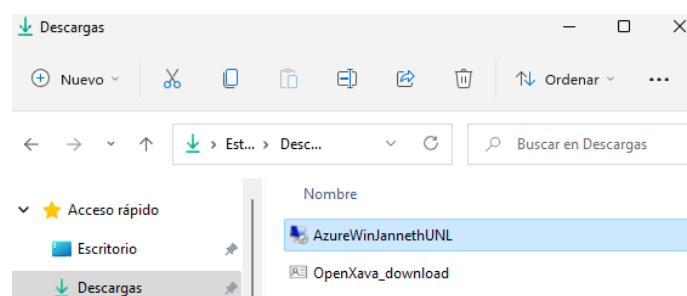 Descargas
Nuevo
Ordenar
Est... > Desc...
Buscar en Descargas
Nombre
Acceso rápido
AzureWinJannethUNL
Escritorio
OpenXava_download
Descargas